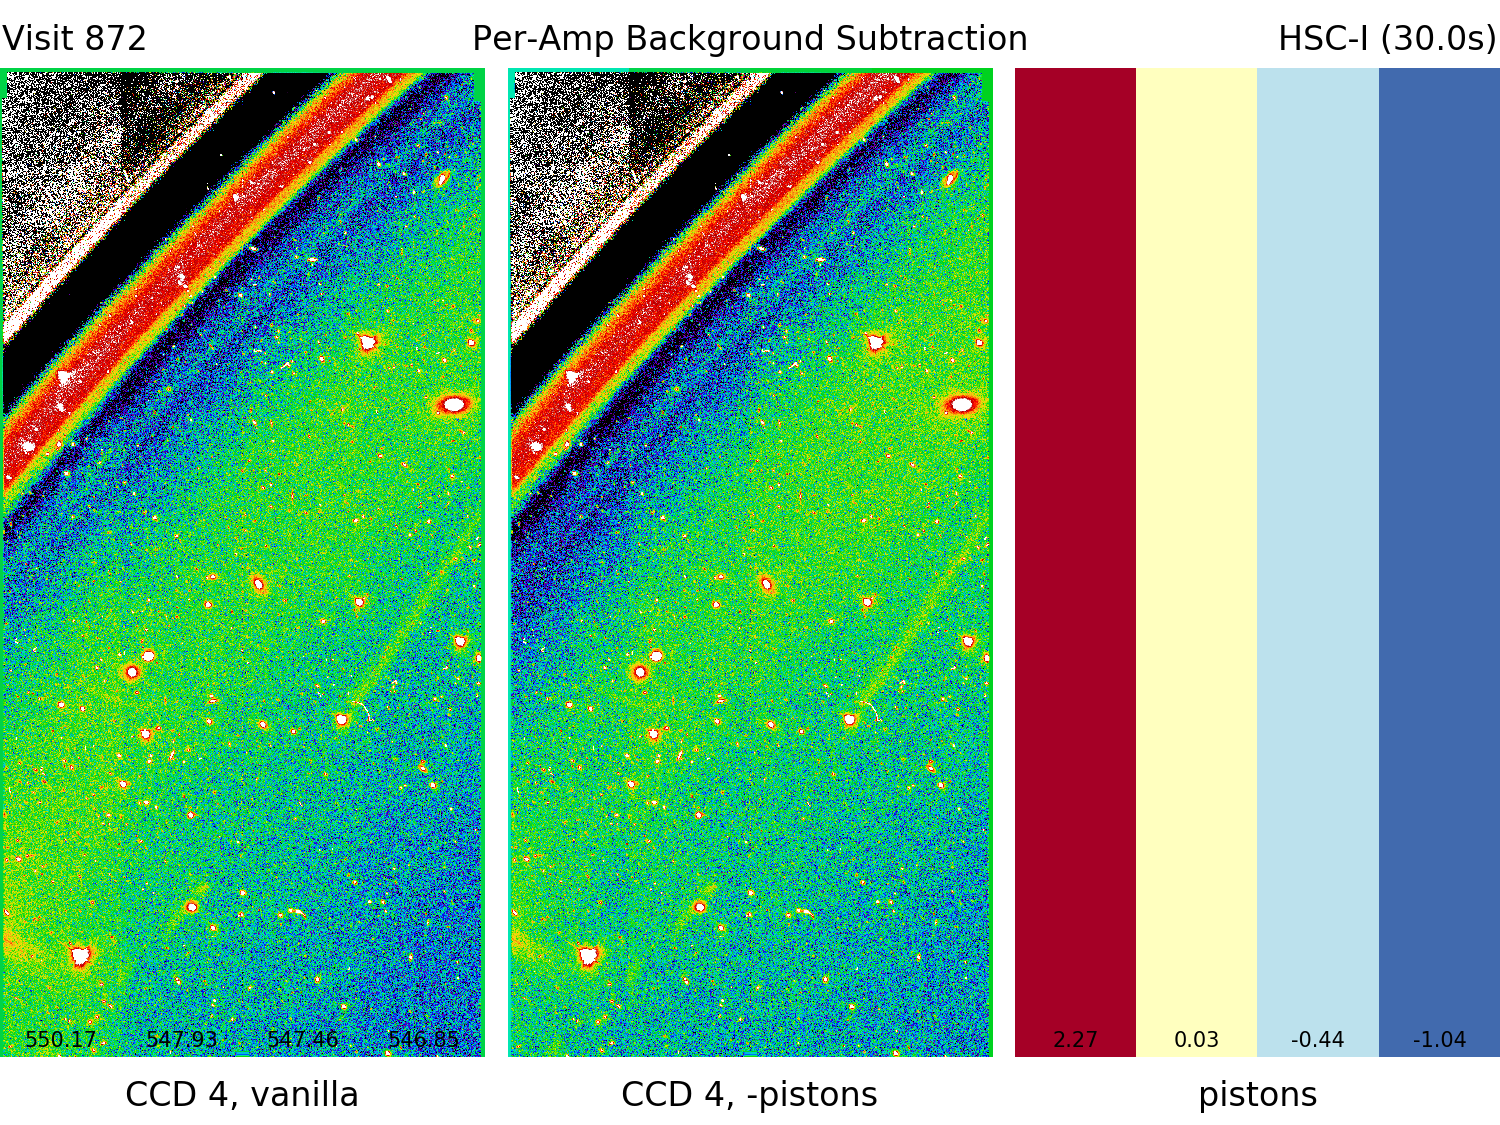 Visit 872 Per-Amp Background Subtraction HSC-I (30.0s)
550.17 547.93 547.46 546.85 2.27 0.03 -0.44 -1.04
CCD 4, vanilla CCD 4, -pistons pistons